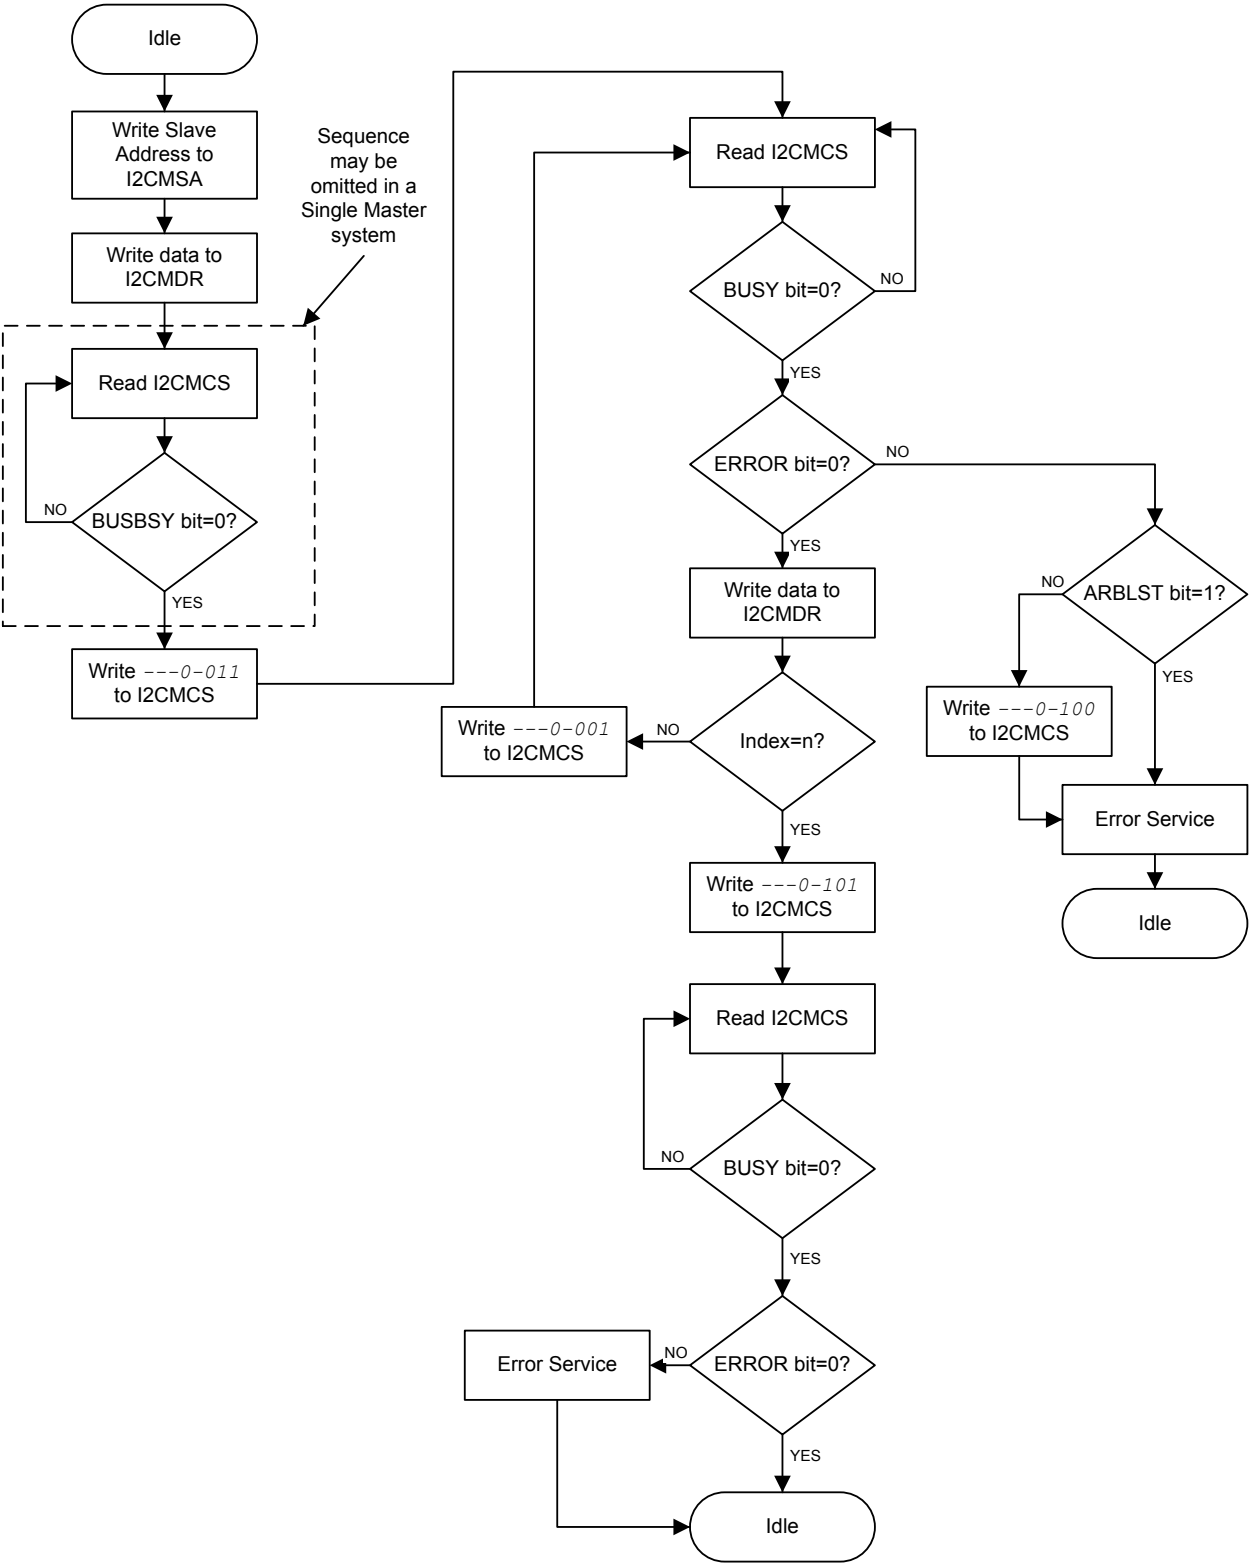 Idle
Write Slave
Address to
I2CMSA
Write data to
I2CMDR
Sequence
may be
omitted in a
Single Master
system
Read I2CMCS
BUSBSY bit=0?
NO
YES
Write ---0-011
to I2CMCS
Read I2CMCS
BUSY bit=0?
NO
YES
ERROR bit=0?
NO
YES
Write data to
I2CMDR
Index=n?
NO
Write ---0-001
to I2CMCS
YES
ARBLST bit=1?
NO
YES
Write ---0-100
to I2CMCS
Error Service
Idle
Write ---0-101
to I2CMCS
Read I2CMCS
BUSY bit=0?
NO
YES
ERROR bit=0?
NO
Error Service
YES
Idle